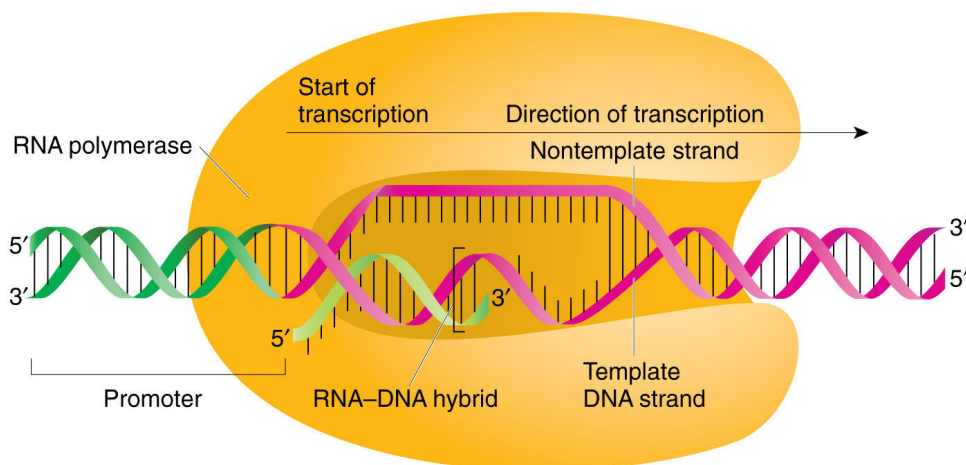 Start of
transcription
Direction of transcription
RNA polymerase
Nontemplate strand
5′
3′
3′
5′
3′
5′
Promoter
RNA–DNA hybrid
Template
DNA strand